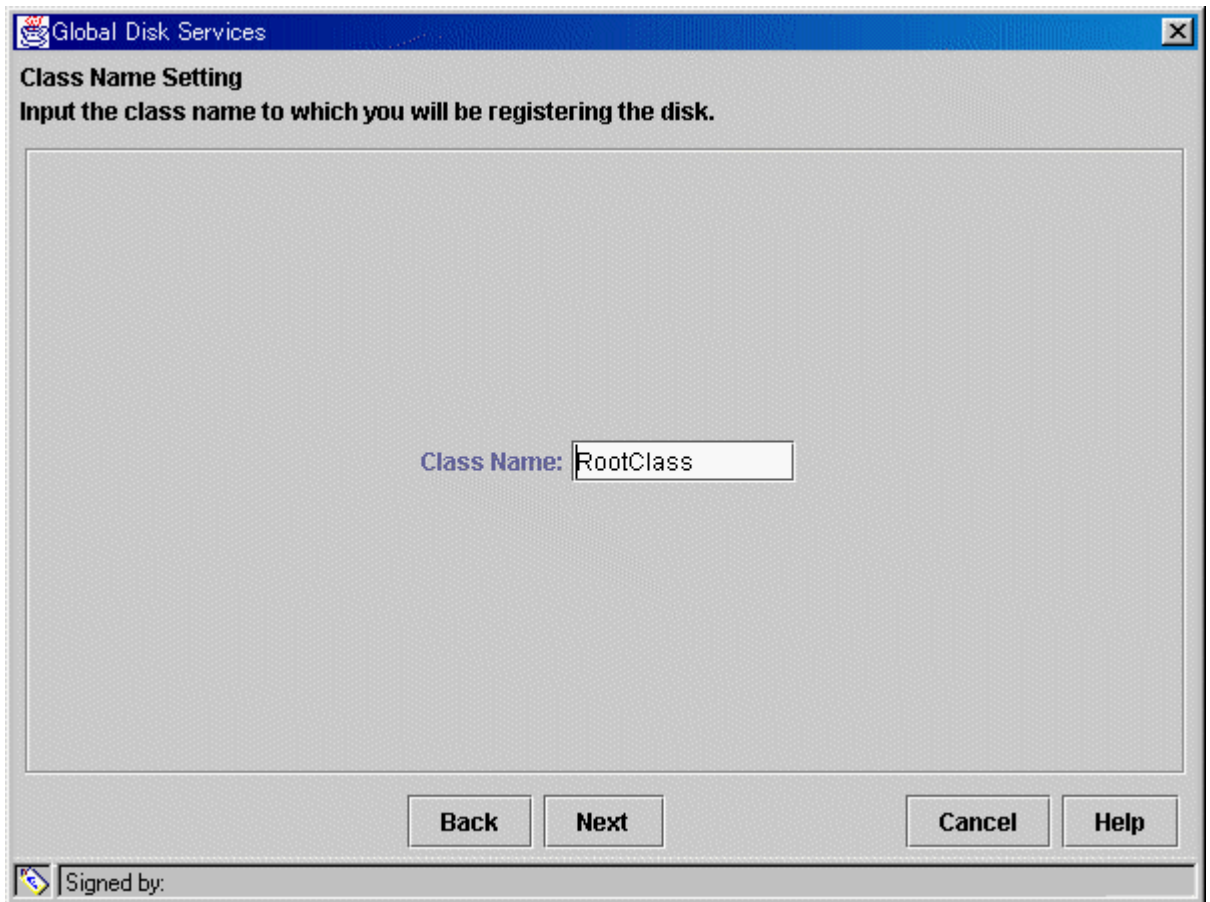 Global Disk Services
Class Name Setting
Input the class name to which you will be registering the disk.
Class Name: RootClass
Back Next Cancel Help
Signed by: